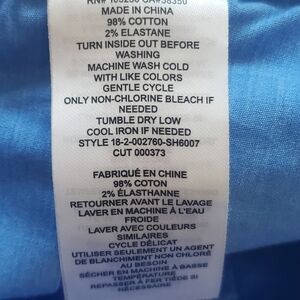 MADE IN CHINA
98% COTTON
2% ELASTANE
TURN INSIDE OUT BEFORE
WASHING
MACHINE WASH COLD
WITH LIKE COLORS
GENTLE CYCLE
ONLY NON-CHLORINE BLEACH IF
NEEDED
TUMBLE DRY LOW
COOL IRON IF NEEDED
STYLE 18-2-002760-SH6007
CUT 000373
FABRIQUÉ EN CHINE
98% COTON
2% ÉLASTHANNE
RETOURNER AVANT LE LAVAGE
LAVER EN MACHINE À L'EAU
FROIDE
LAVER AVEC COULEURS
SIMILAIRES
CYCLE DÉLICAT
UTILISER SEULEMENT UN AGENT
DE BLANCHIMENT NON CHLORÉ
AU BESOIN
SÉCHER EN MACHINE À BASSE
TEMPÉRATURE
REPASSER À FER TIÈDE SI